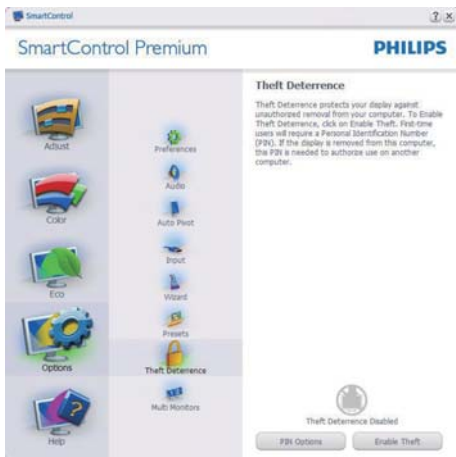 SmartControl
SmartControl Premium
PHILIPS
Adjust
Color
Eco
Options
Help
Preferences
Audio
Auto Pivot
Input
Wizard
Presets
Theft Deterrence
Multi Monitors
Theft Deterrence
Theft Deterrence protects your display against
unauthorized removal from your computer. To Enable
Theft Deterrence, click on Enable Theft. First-time
users will require a Personal Identification Number
(PIN). If the display is removed from this computer,
this PIN is needed to authorize use on another
computer.
Theft Deterrence Disabled
PIN Options
Enable Theft